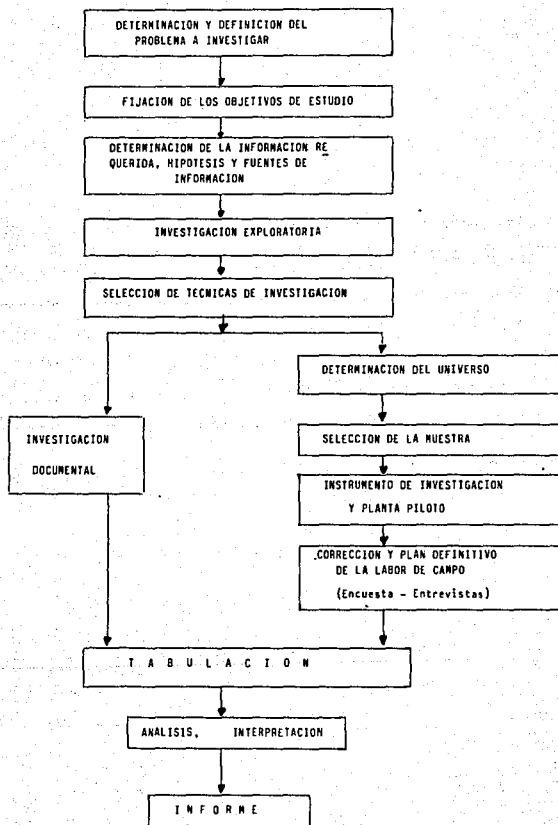 DETERMINACION Y DEFINICION DEL
PROBLEMA A INVESTIGAR
FIJACION DE LOS OBJETIVOS DE ESTUDIO
DETERMINACION DE LA INFORMACION RE
QUERIDA, HIPOTESIS Y FUENTES DE
INFORMACION
INVESTIGACION EXPLORATORIA
SELECCION DE TECNICAS DE INVESTIGACION
INVESTIGACION
DOCUMENTAL
DETERMINACION DEL UNIVERSO
SELECCION DE LA MUESTRA
INSTRUMENTO DE INVESTIGACION
Y PLANTA PILOTO
CORRECCION Y PLAN DEFINITIVO
DE LA LABOR DE CAMPO
(Encuesta - Entrevistas)
T A B U L A C I O N
ANALISIS, INTERPRETACION
I N F O R M E